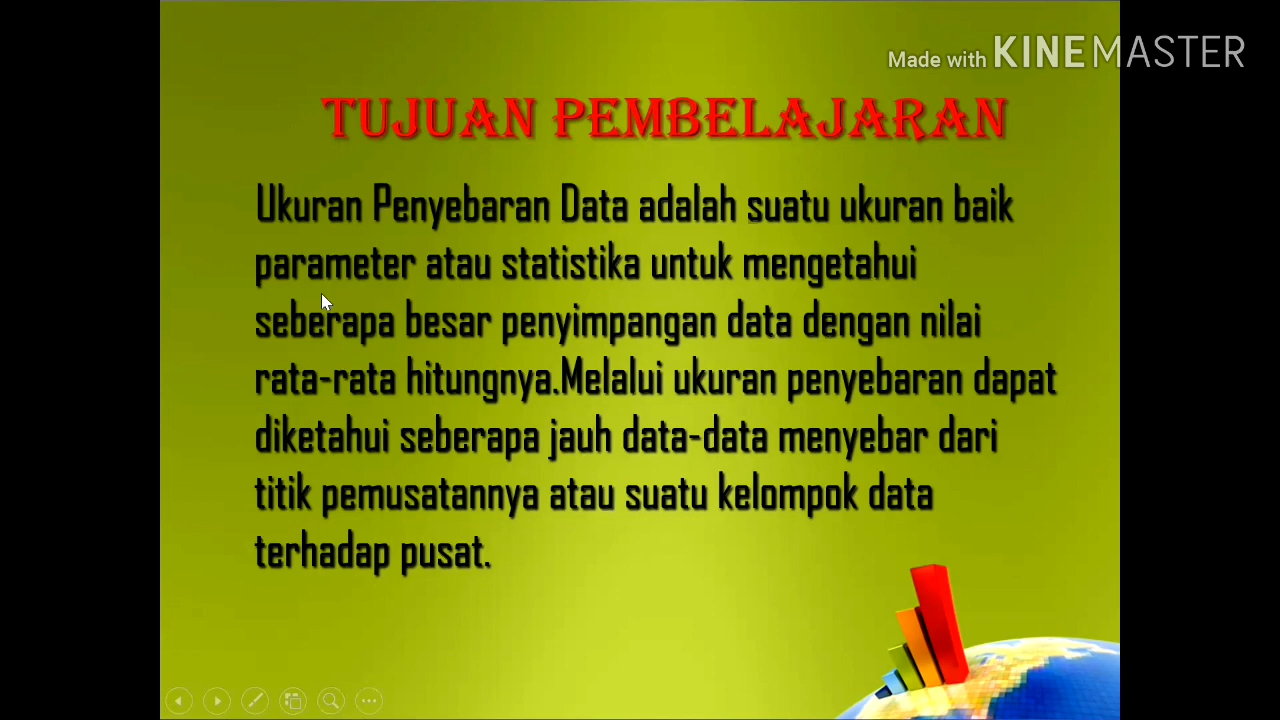 Made with KINEMASTER
TUJUAN PEMBELAJARAN
Ukuran Penyebaran Data adalah suatu ukuran baik
parameter atau statistika untuk mengetahui
seberapa besar penyimpangan data dengan nilai
rata-rata hitungnya.Melalui ukuran penyebaran dapat
diketahui seberapa jauh data-data menyebar dari
titik pemusatannya atau suatu kelompok data
terhadap pusat.